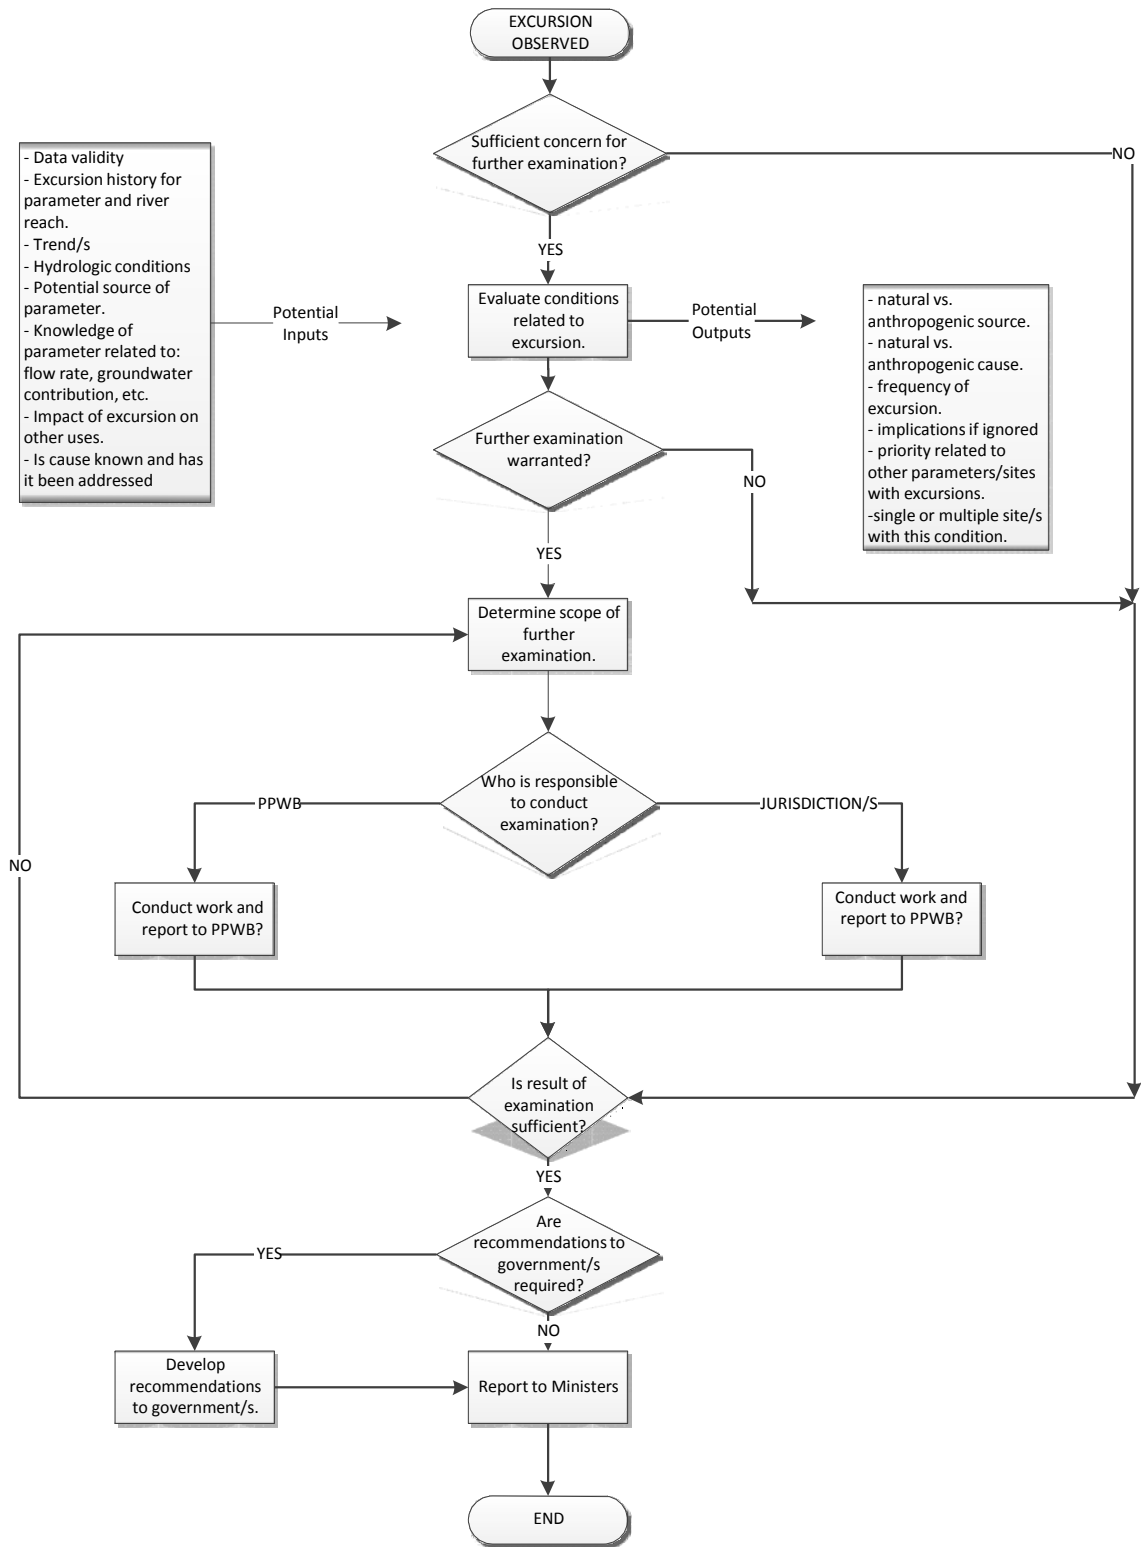 EXCURSION
OBSERVED
Sufficient concern for
further examination?
NO
YES
- Data validity
- Excursion history for
parameter and river
reach.
- Trend/s
- Hydrologic conditions
- Potential source of
parameter.
- Knowledge of
parameter related to:
flow rate, groundwater
contribution, etc.
- Impact of excursion on
other uses.
- Is cause known and has
it been addressed
Potential
Inputs
Evaluate conditions
related to
excursion.
Potential
Outputs
- natural vs.
anthropogenic source.
- natural vs.
anthropogenic cause.
- frequency of
excursion.
- implications if ignored
- priority related to
other parameters/sites
with excursions.
-single or multiple site/s
with this condition.
Further examination
warranted?
NO
YES
Determine scope of
further
examination.
Who is responsible
to conduct
examination?
PPWB
JURISDICTION/S
NO
Conduct work and
report to PPWB?
Conduct work and
report to PPWB?
Is result of
examination
sufficient?
YES
Are
recommendations to
government/s
required?
YES
NO
Develop
recommendations
to government/s.
Report to Ministers
END